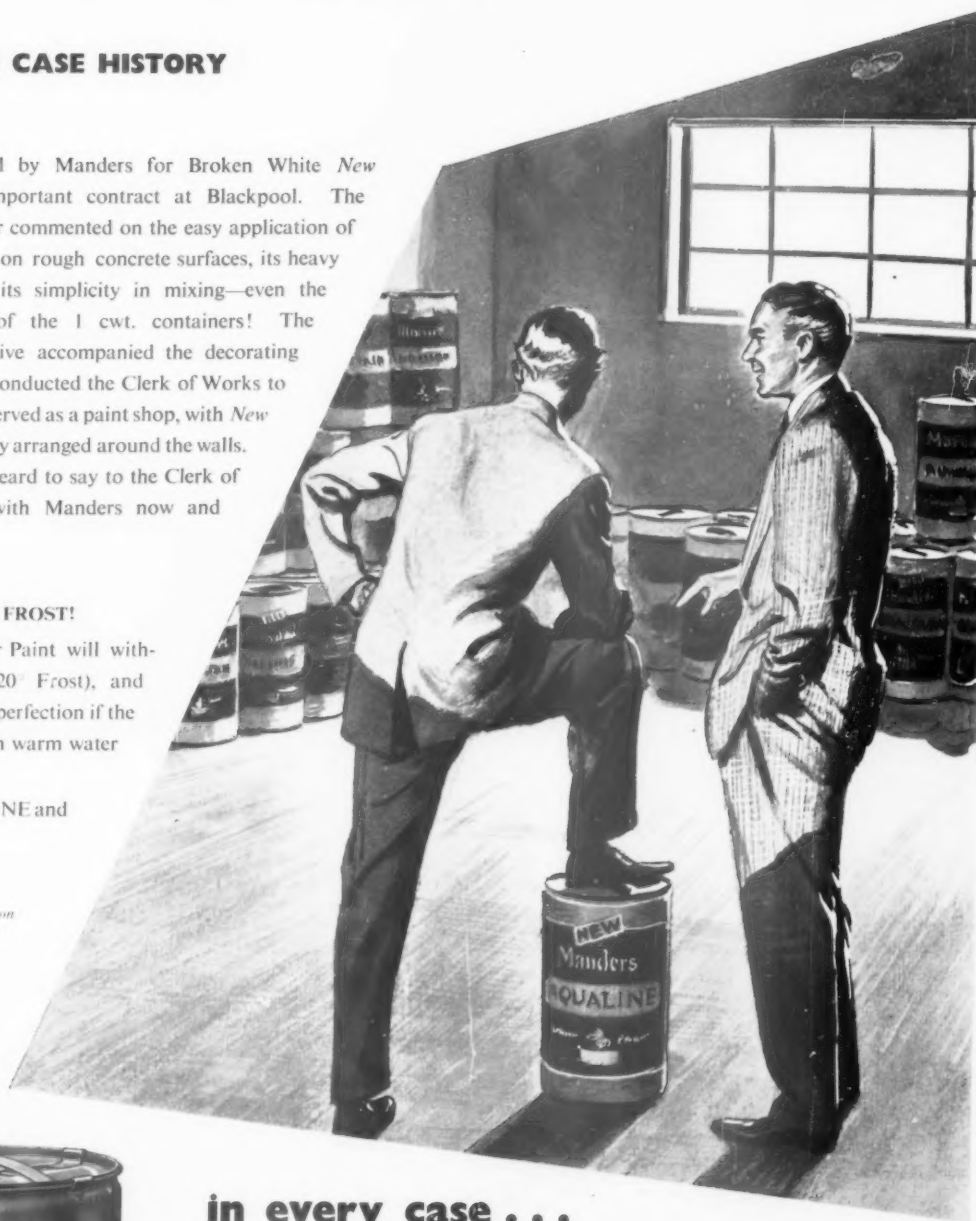 CASE HISTORY
by Manders for Broken White New
mportant contract at Blackpool. The
r commented on the easy application of
on rough concrete surfaces, its heavy
its simplicity in mixing—even the
of the 1 cwt. containers! The
ive accompanied the decorating
onducted the Clerk of Works to
erved as a paint shop, with New
y arranged around the walls.
eard to say to the Clerk of
with Manders now and
FROST!
r Paint will with-
20 Frost), and
perfection if the
n warm water
NE and
on
NEW
Manders
AQUALINE
in every case . . .